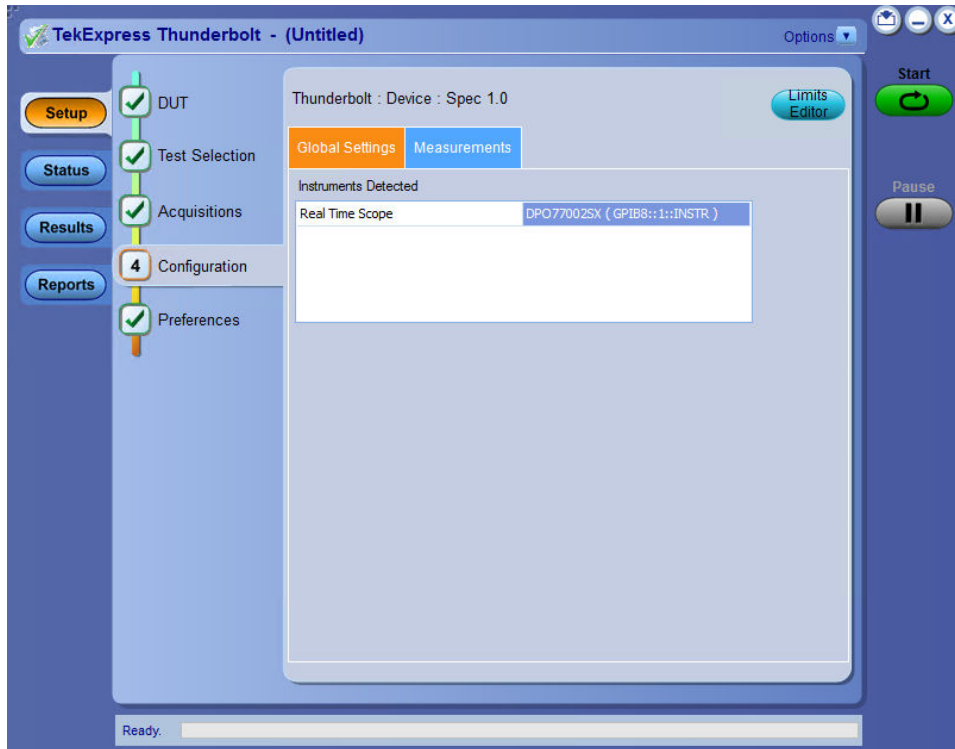 TekExpress Thunderbolt - (Untitled)
Options
X
Start
Pause
Setup
Status
Results
Reports
DUT
Test Selection
Acquisitions
4 Configuration
Preferences
Thunderbolt : Device : Spec 1.0
Limits
Editor
Global Settings
Measurements
Instruments Detected
Real Time Scope
DPO77002SX ( GPIB8::1::INSTR )
Ready.